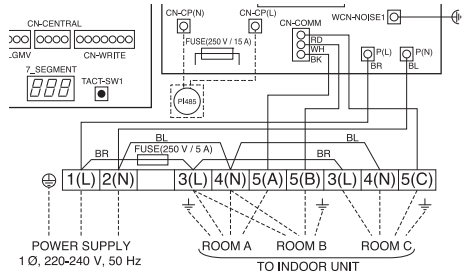 CN-CP(N)
CN-CP(L)
CN-COMM
WCN-NOISE1
CN-CENTRAL
.GMV
CN-WRITE
FUSE(250 V / 15 A)
RD
WH
BK
P(L)
P(N)
BR
BL
7_SEGMENT
TACT-SW1
PI485
BL
BR
FUSE(250 V / 5 A)
BR
BL
1(L) 2(N) 3(L) 4(N) 5(A) 5(B) 3(L) 4(N) 5(C)
POWER SUPPLY
1 Ø, 220-240 V, 50 Hz
ROOM A
ROOM B
ROOM C
TO INDOOR UNIT